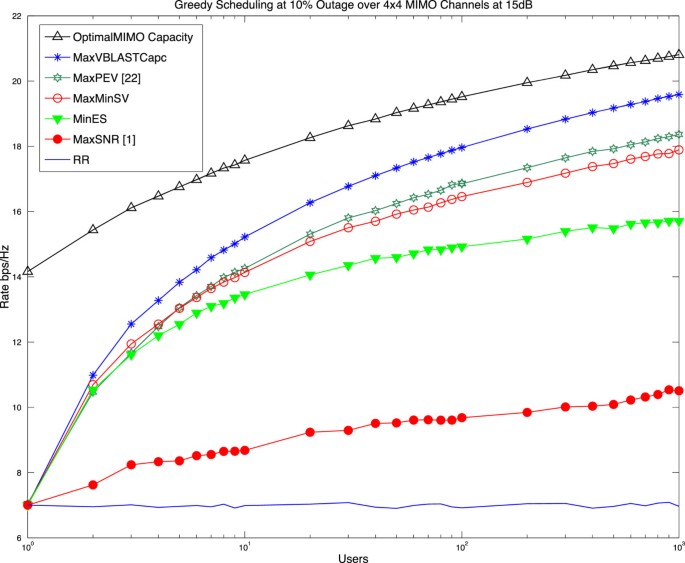 Greedy Scheduling at 10% Outage over 4x4 MIMO Channels at 15dB
22
20
18
16
14
12
10
8
6
Rate bps/Hz
OptimalMIMO Capacity
MaxVBLASTCapc
MaxPEV [22]
MaxMinSV
MinES
MaxSNR [1]
RR
10⁰ 10¹ 10² 10³
Users